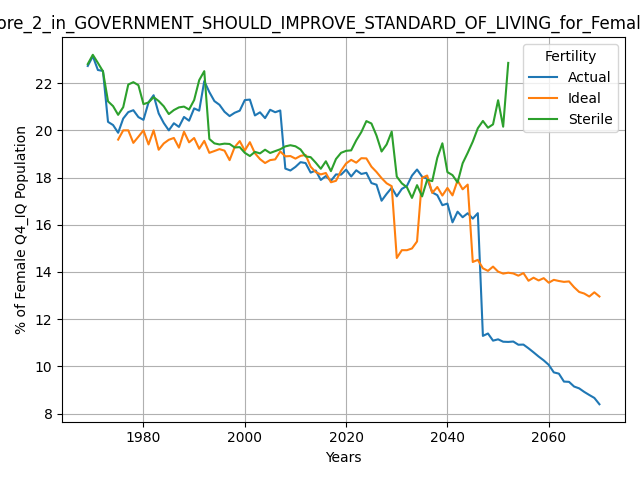 ore_2_in_GOVERNMENT_SHOULD_IMPROVE_STANDARD_OF_LIVING_for_Femal
Fertility
Actual
Ideal
Sterile
% of Female Q4_IQ Population
22
20
18
16
14
12
10
8
1980
2000
2020
2040
2060
Years